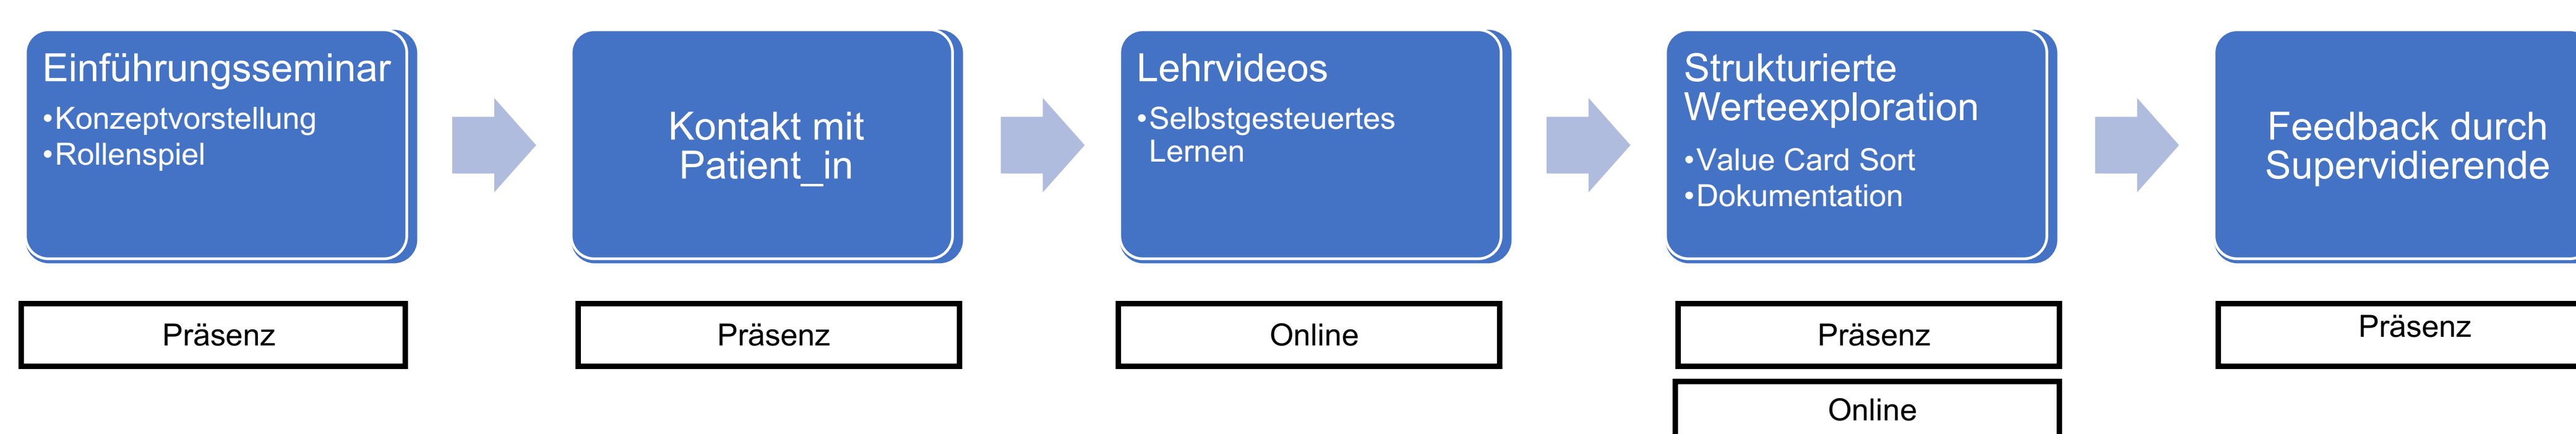 Einführungsseminar
•Konzeptvorstellung
•Rollenspiel
Kontakt mit
Patient_in
Lehrvideos
•Selbstgesteuertes
Lernen
Strukturierte
Werteexploration
•Value Card Sort
•Dokumentation
Feedback durch
Supervidierende
Präsenz
Präsenz
Online
Präsenz
Präsenz
Online